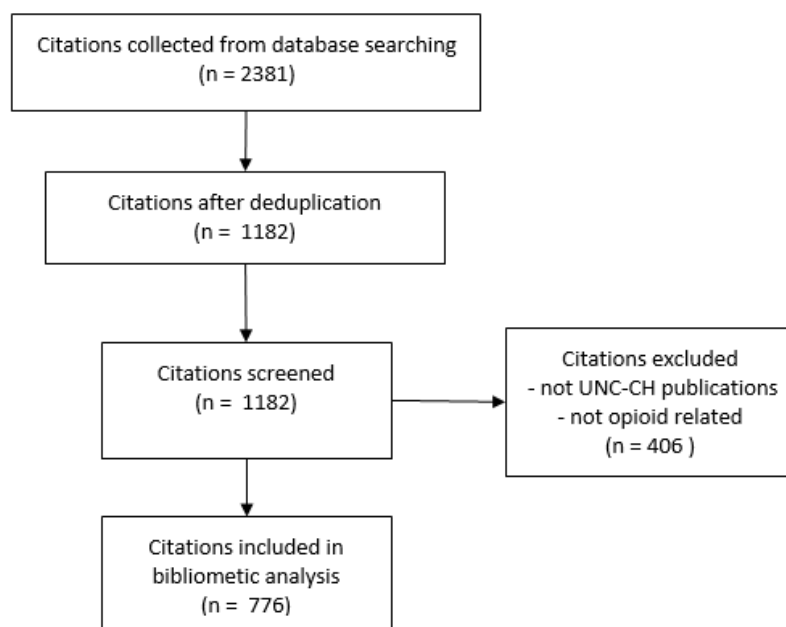 Citations collected from database searching
(n = 2381)
Citations after deduplication
(n =  1182)
Citations screened
(n =  1182)
Citations excluded
- not UNC-CH publications
- not opioid related
(n = 406 )
Citations included in
bibliometic analysis
(n =  776)